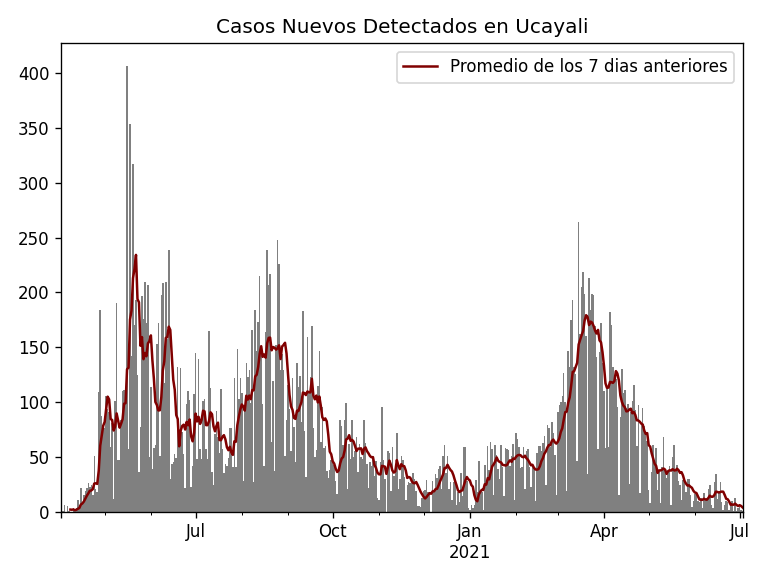 Casos Nuevos Detectados en Ucayali
Promedio de los 7 dias anteriores
400
350
300
250
200
150
100
50
0
Jul
Oct
Jan
2021
Apr
Jul